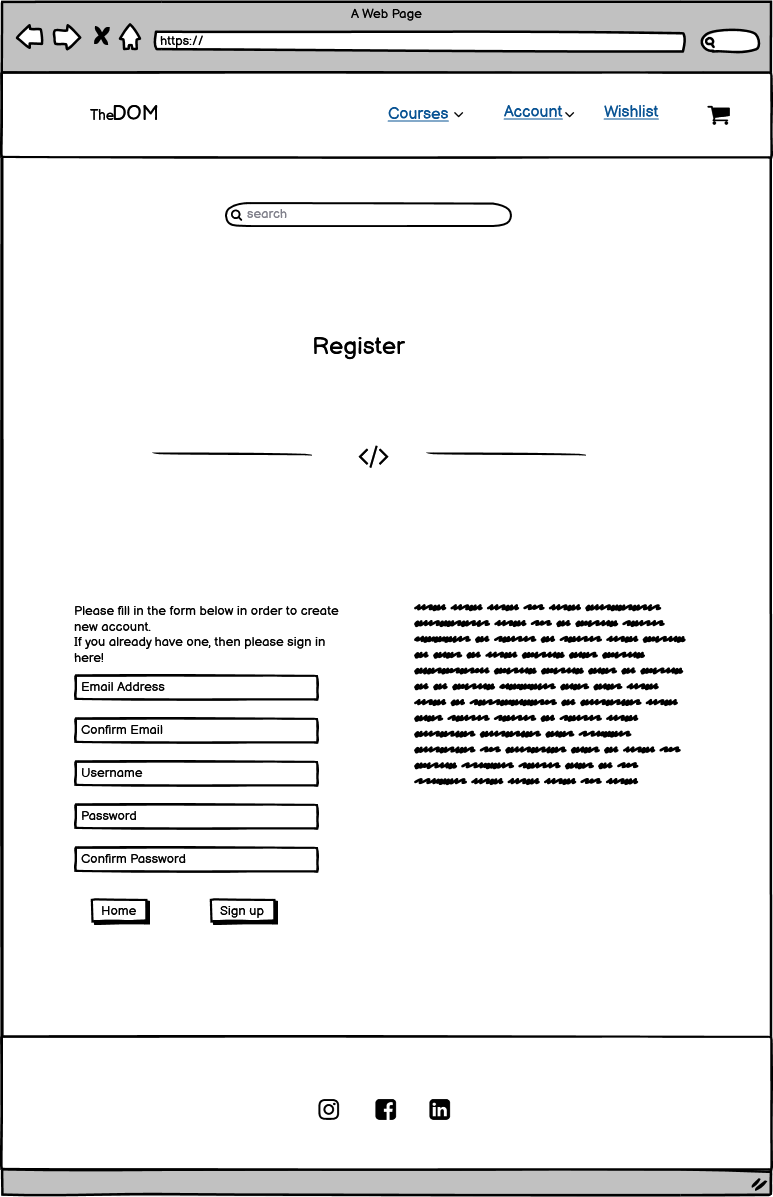 A Web Page
https://
TheDOM
Courses
Account
Wishlist
search
Register
</>
Please fill in the form below in order to create
new account.
If you already have one, then please sign in
here!
Email Address
Confirm Email
Username
Password
Confirm Password
Home
Sign up